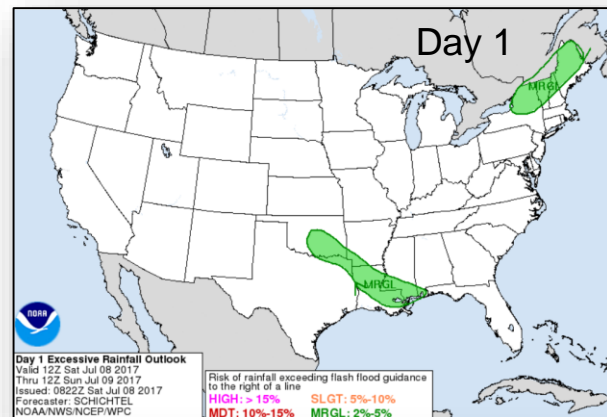 Day 1
MRGL
MRGL
NOAA
Day 1 Excessive Rainfall Outlook
Valid 12Z Sat Jul 08 2017
Thru 12Z Sun Jul 09 2017
Issued: 0822Z Sat Jul 08 2017
Forecaster: SCHICHTEL
NOAA/NWS/NCEP/WPC
Risk of rainfall exceeding flash flood guidance
to the right of a line
HIGH: > 15% SLGT: 5%-10%
MDT: 10%-15% MRGL: 2%-5%